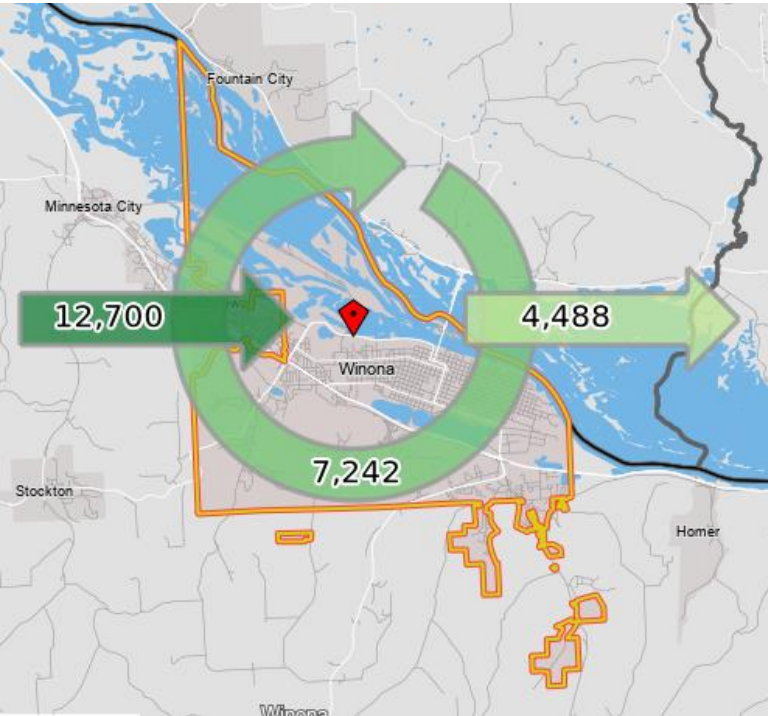 Fountain City
Minnesota City
12,700
4,488
Winona
7,242
Stockton
Homer
Winona